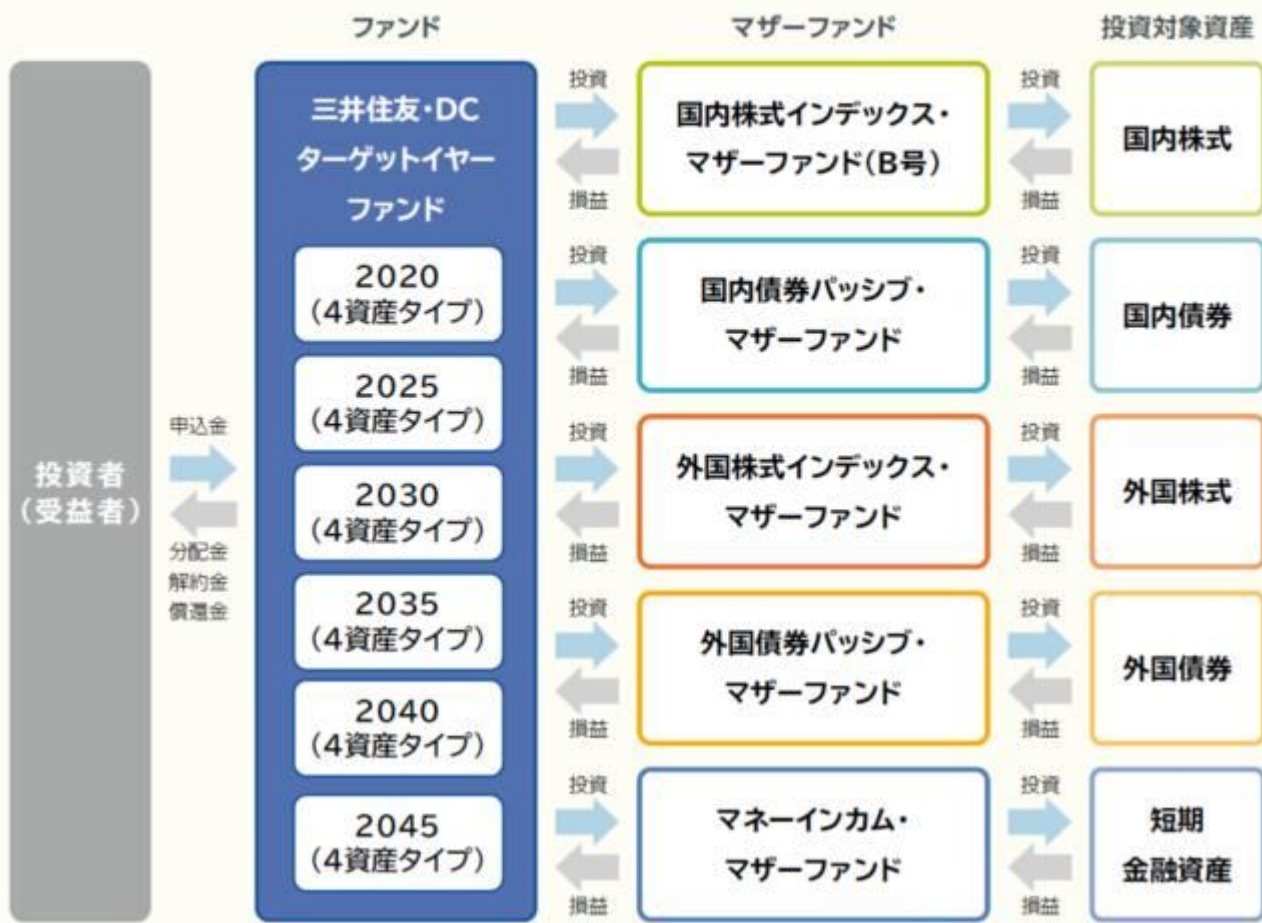 ファンド
マザーファンド
投資対象資産
投資者
(受益者)
申込金
分配金
解約金
償還金
三井住友・DC
ターゲットイヤー
ファンド
2020
(4資産タイプ)
2025
(4資産タイプ)
2030
(4資産タイプ)
2035
(4資産タイプ)
2040
(4資産タイプ)
2045
(4資産タイプ)
投資
損益
国内株式インデックス・
マザーファンド(B号)
投資
損益
国内株式
投資
損益
国内債券パッシブ・
マザーファンド
投資
損益
国内債券
投資
損益
外国株式インデックス・
マザーファンド
投資
損益
外国株式
投資
損益
外国債券パッシブ・
マザーファンド
投資
損益
外国債券
投資
損益
マネーインカム・
マザーファンド
投資
損益
短期
金融資産